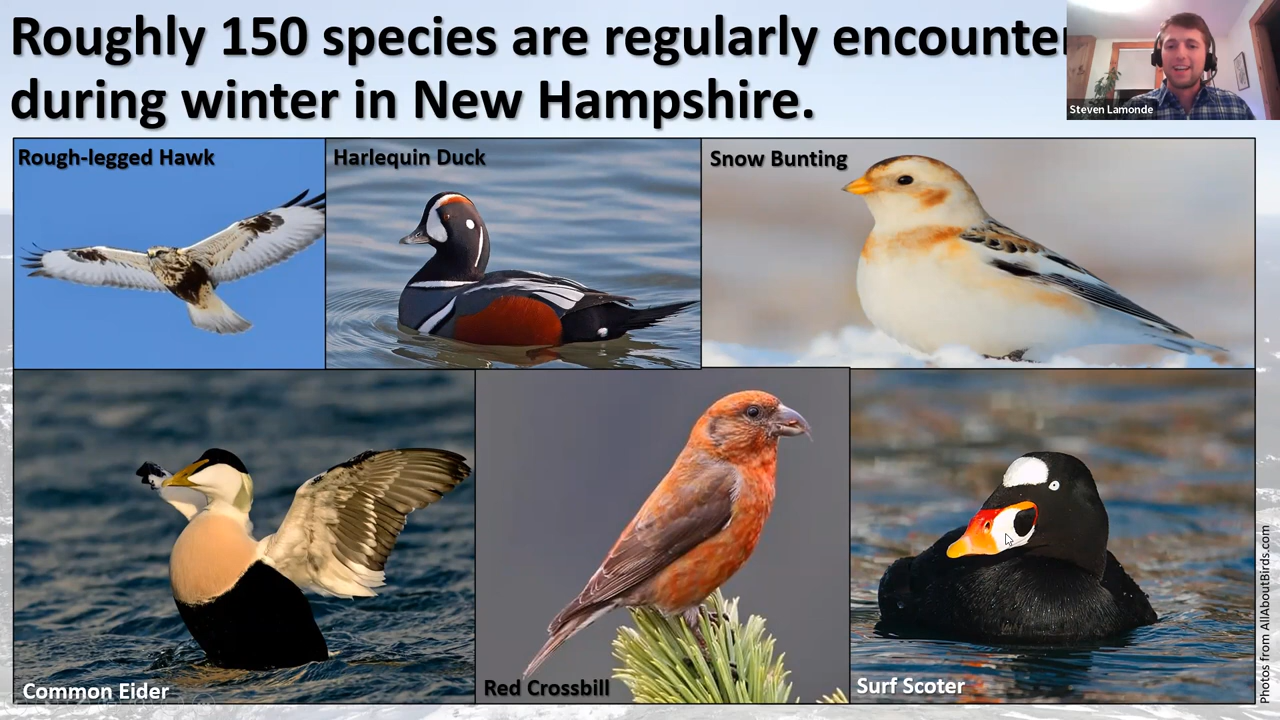 Roughly 150 species are regularly encounter
during winter in New Hampshire.
Steven Lamonde
Rough-legged Hawk
Harlequin Duck
Snow Bunting
Common Eider
Red Crossbill
Surf Scoter
Photos from AllAboutBirds.com